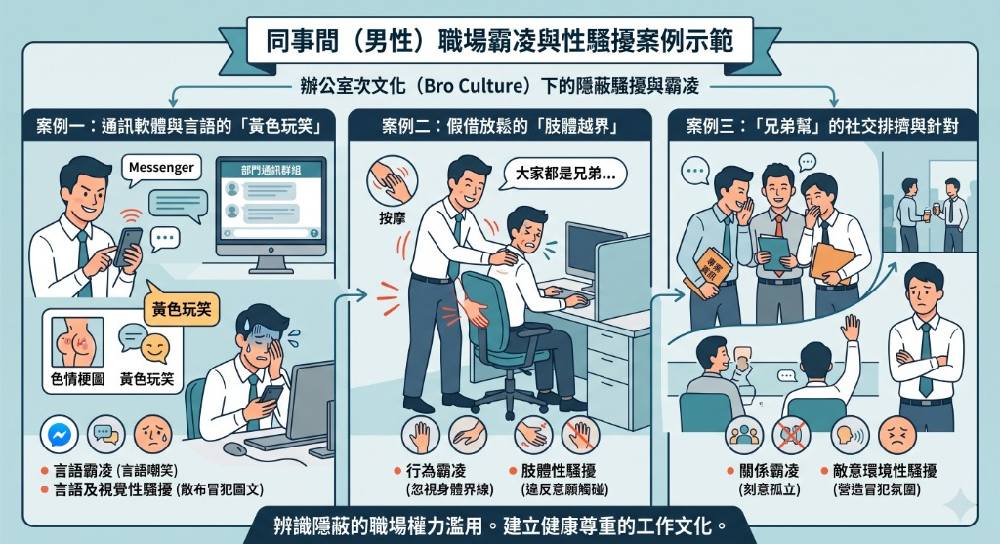 同事間（男性）職場霸凌與性騷擾案例示範
辦公室次文化（Bro Culture）下的隱蔽騷擾與霸凌
案例一：通訊軟體與言語的「黃色玩笑」
Messenger
部門通訊群組
黃色玩笑
色情梗圖
黃色玩笑
言語霸凌 (言語嘲笑)
言語及視覺性騷擾 (散布冒犯圖文)
案例二：假借放鬆的「肢體越界」
按摩
大家都是兄弟...
行為霸凌
(忽視身體界線)
肢體性騷擾
(違反意願觸碰)
案例三：「兄弟幫」的社交排擠與針對
專案
資訊
關係霸凌
(刻意孤立)
敵意環境性騷擾
(營造冒犯氛圍)
辨識隱蔽的職場權力濫用。建立健康尊重的工作文化。